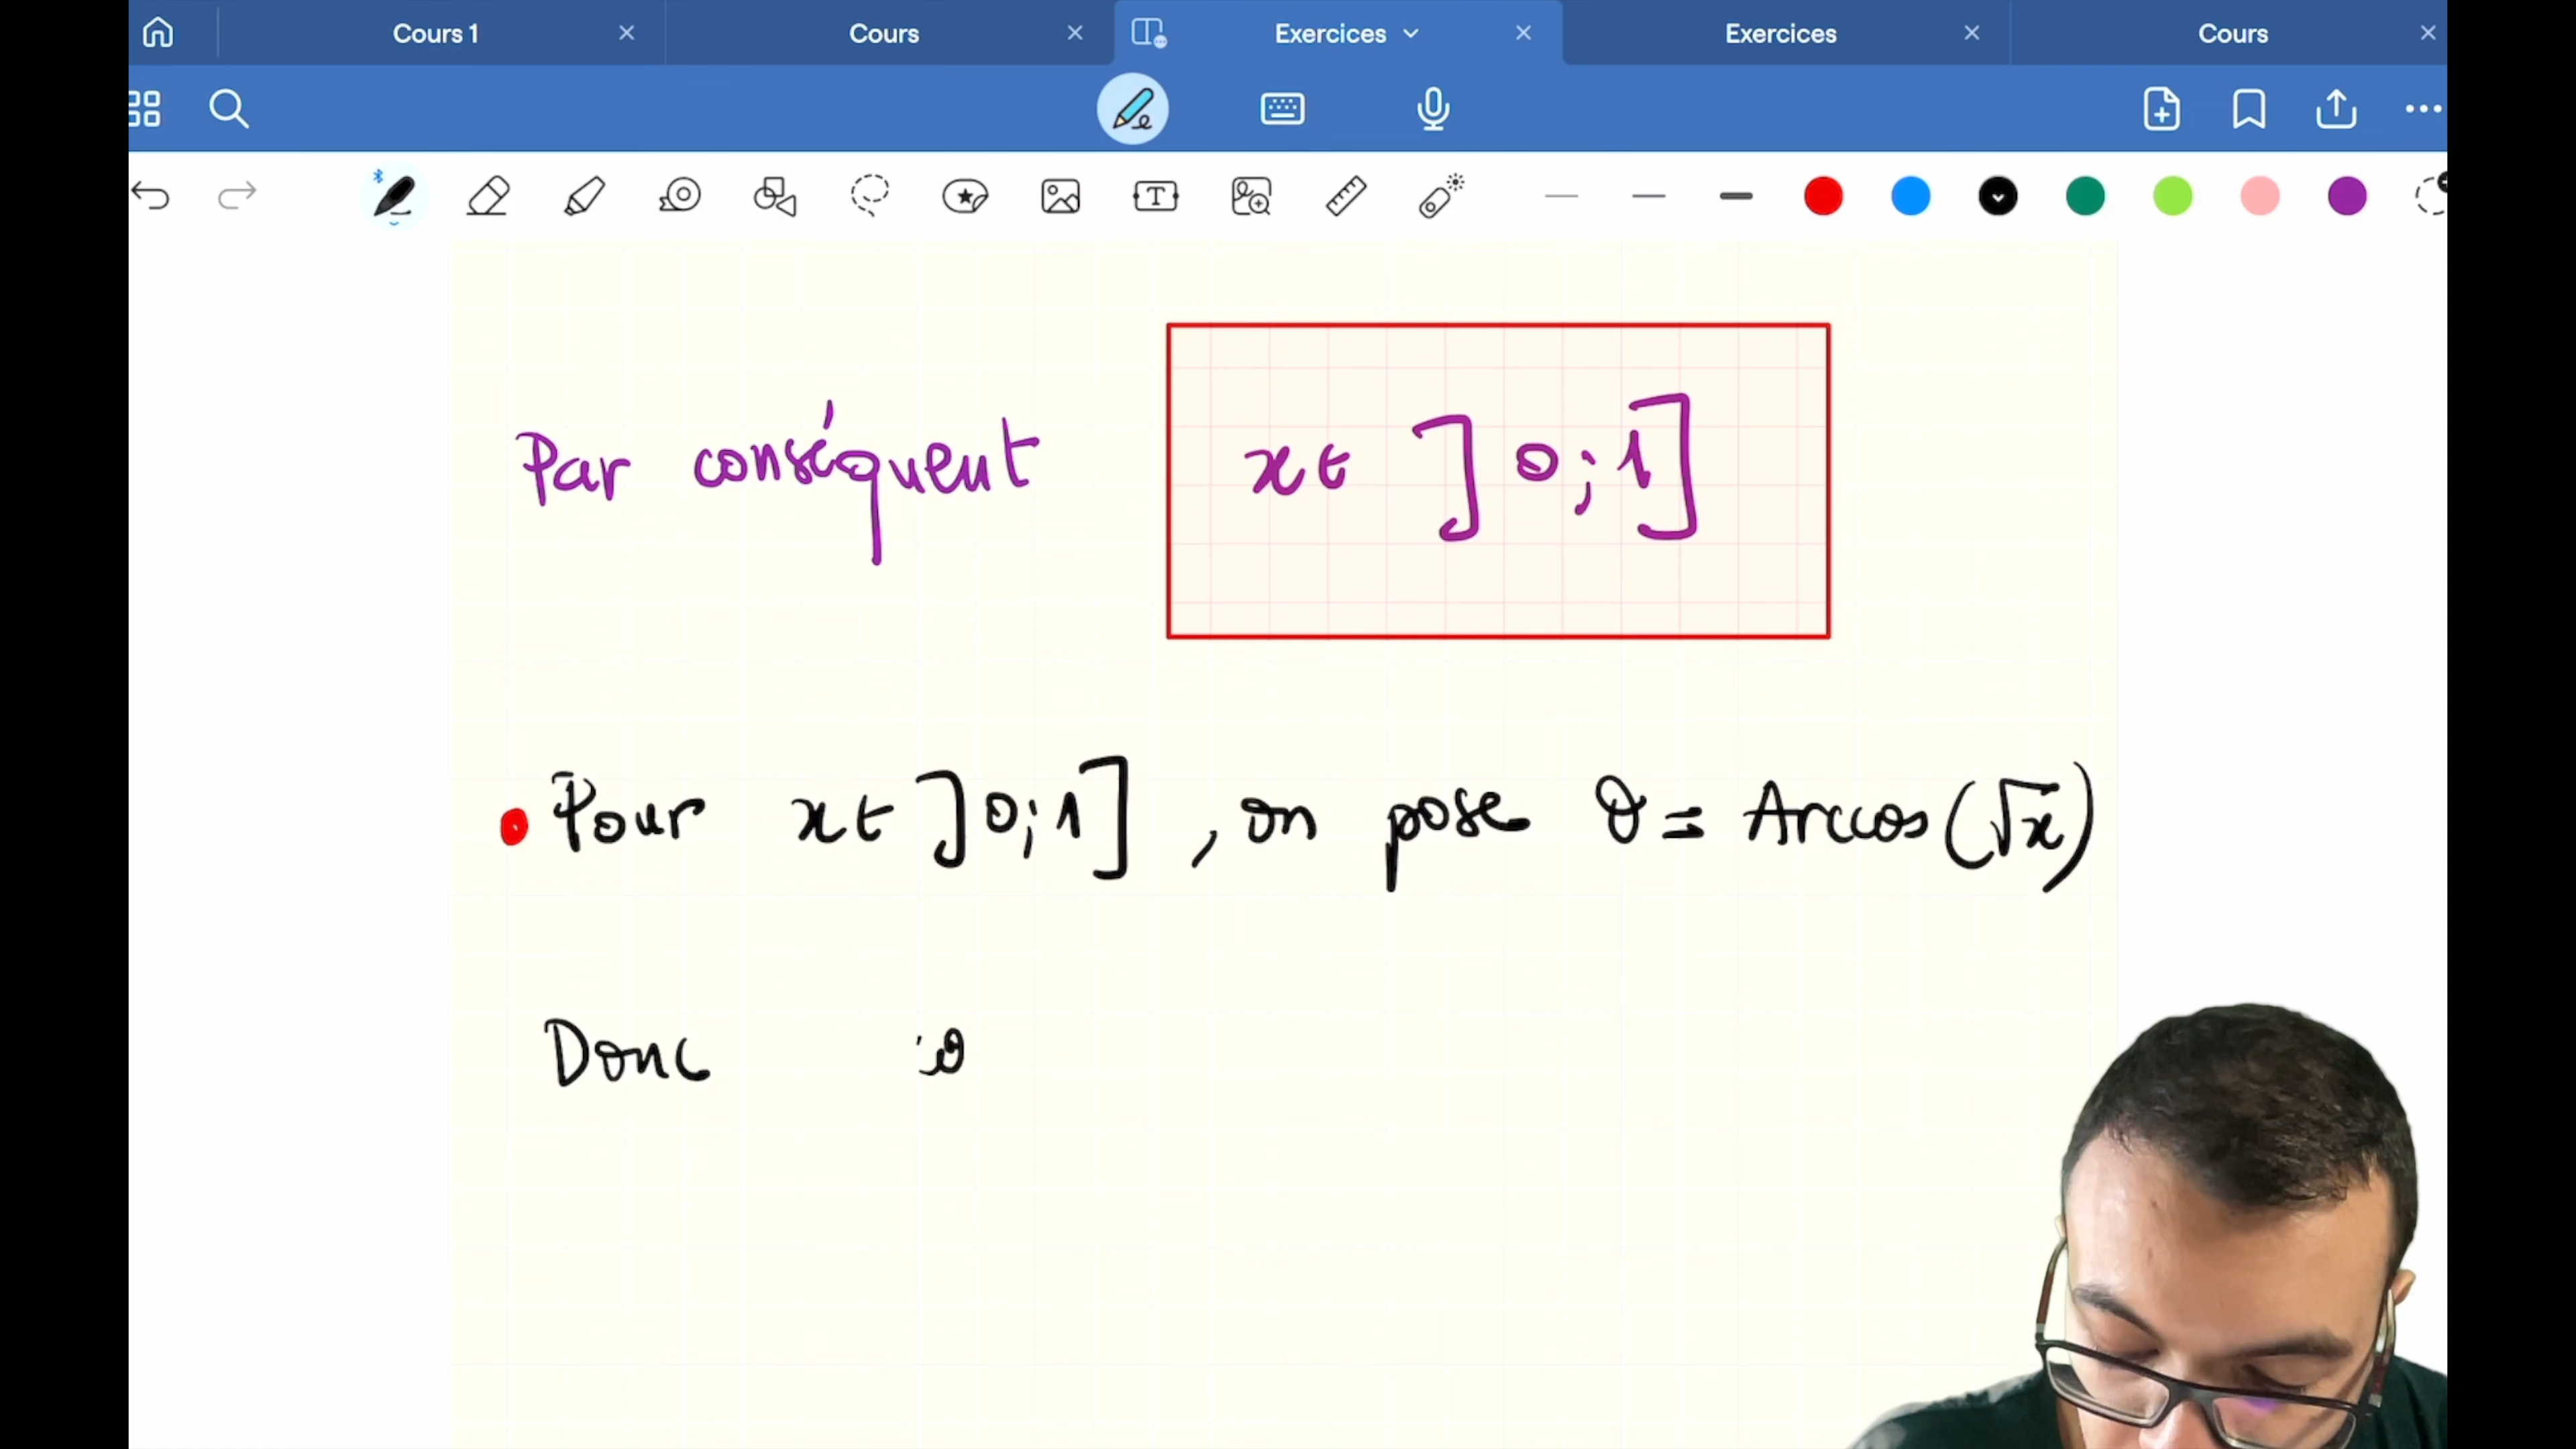 Cours 1 Cours Exercices Exercices Cours
Par conséquent x ∈ ]0;1]
Pour x ∈ ]0;1], on pose θ = Arccos(√x)
Donc